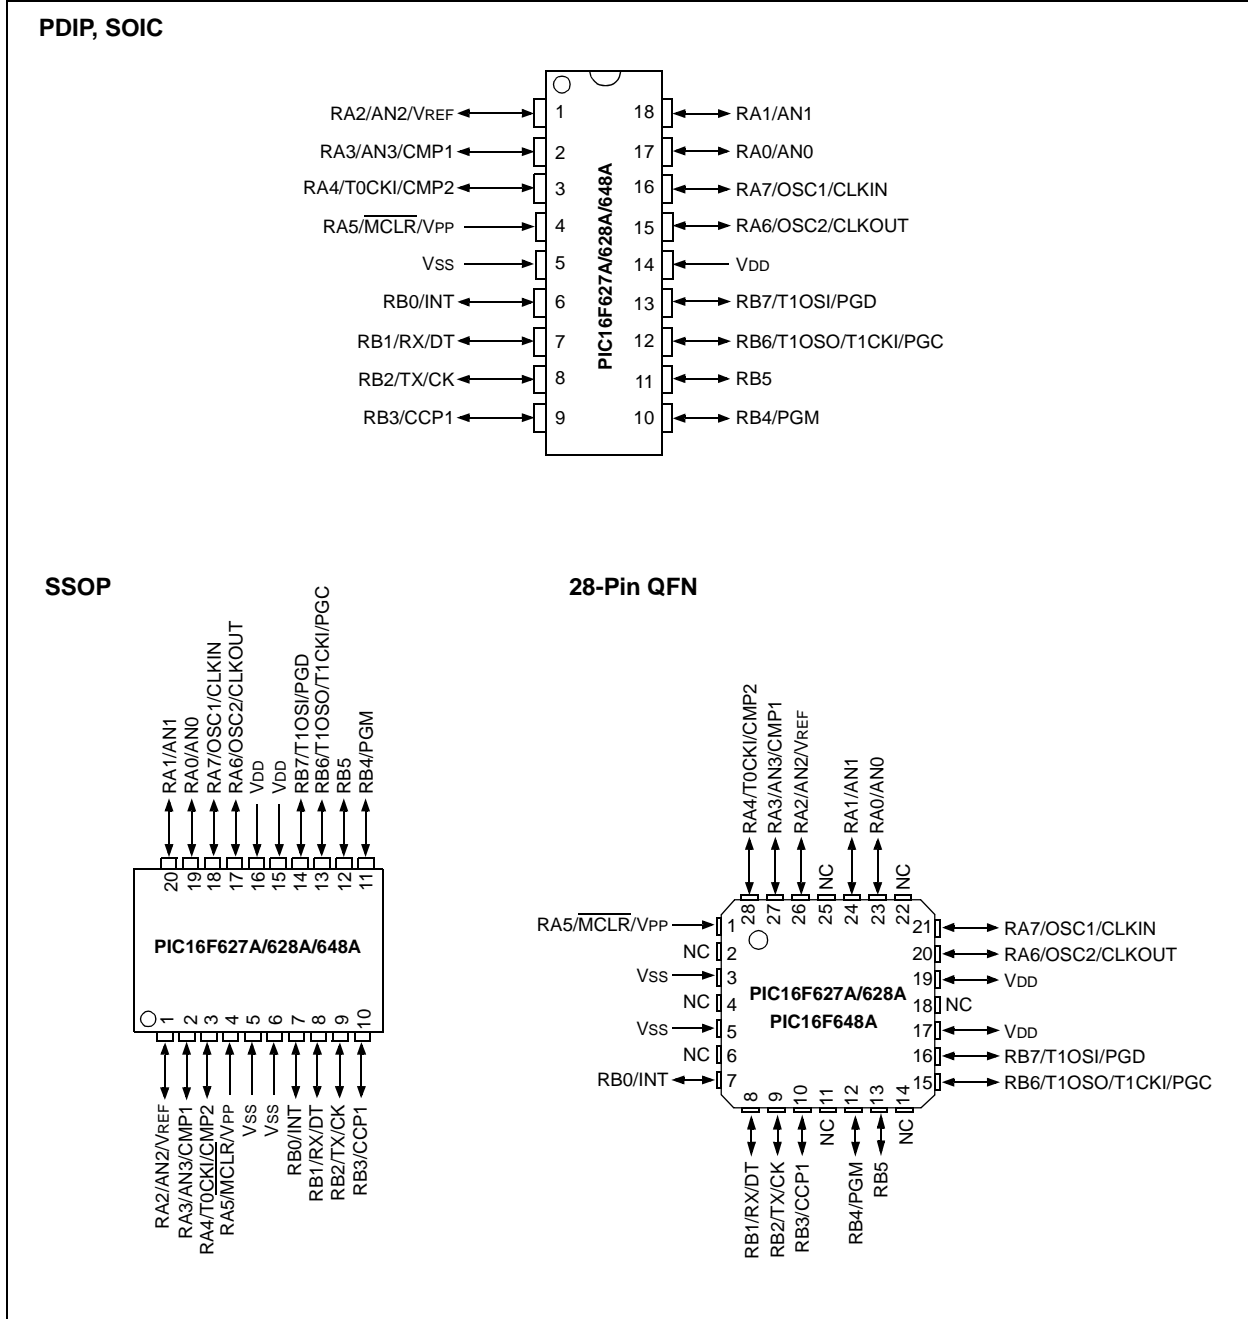 PDIP, SOIC
RA2/AN2/VREF 1 18 RA1/AN1
RA3/AN3/CMP1 2 17 RA0/AN0
RA4/T0CKI/CMP2 3 16 RA7/OSC1/CLKIN
RA5/MCLR/VPP 4 15 RA6/OSC2/CLKOUT
VSS 5 14 VDD
RB0/INT 6 13 RB7/T1OSI/PGD
RB1/RX/DT 7 12 RB6/T1OSO/T1CKI/PGC
RB2/TX/CK 8 11 RB5
RB3/CCP1 9 10 RB4/PGM
PIC16F627A/628A/648A
SSOP
RA1/AN1
RA0/AN0
RA7/OSC1/CLKIN
RA6/OSC2/CLKOUT
VDD
VDD
RB7/T1OSI/PGD
RB6/T1OSO/T1CKI/PGC
RB5
RB4/PGM
20 19 18 17 16 15 14 13 12 11
PIC16F627A/628A/648A
1 2 3 4 5 6 7 8 9 10
RA2/AN2/VREF
RA3/AN3/CMP1
RA4/T0CKI/CMP2
RA5/MCLR/VPP
VSS
VSS
RB0/INT
RB1/RX/DT
RB2/TX/CK
RB3/CCP1
28-Pin QFN
RA4/T0CKI/CMP2
RA3/AN3/CMP1
RA2/AN2/VREF
NC
RA1/AN1
RA0/AN0
NC
28 27 26 25 24 23 22
RA5/MCLR/VPP 1 21 RA7/OSC1/CLKIN
NC 2 20 RA6/OSC2/CLKOUT
VSS 3 19 VDD
NC 4 18 NC
VSS 5 17 VDD
NC 6 16 RB7/T1OSI/PGD
RB0/INT 7 15 RB6/T1OSO/T1CKI/PGC
PIC16F627A/628A
PIC16F648A
8 9 10 11 12 13 14
RB1/RX/DT
RB2/TX/CK
RB3/CCP1
NC
RB4/PGM
RB5
NC